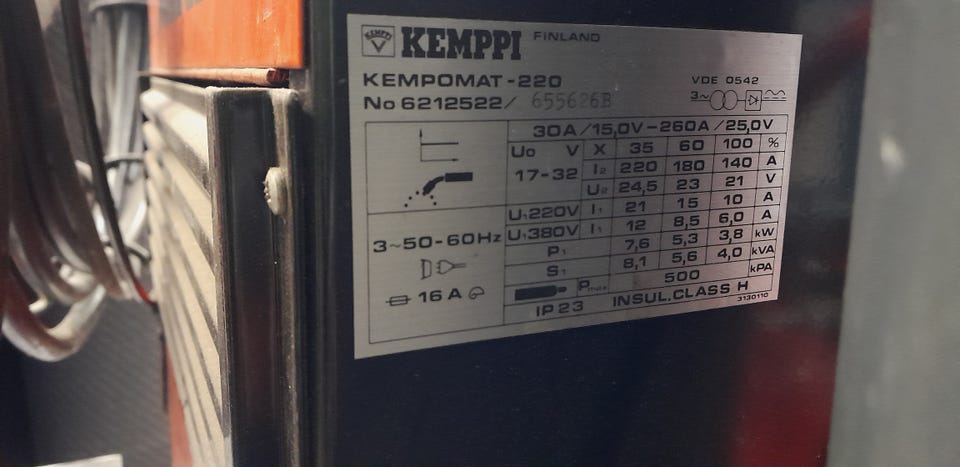 KEMPPI FINLAND
KEMPOMAT-220
No 6212522/ 655626B
VDE 0542
3~
30A/15,0V-260A/25,0V
U0 V X 35 60 100 %
17-32 I2 220 180 140 A
U2 24,5 23 21 V
U1 220V I1 21 15 10 A
U1 380V I1 12 8,5 6,0 A
P1 7,6 5,3 3,8 kW
S1 8,1 5,6 4,0 kVA
Pmax 500 kPA
IP 23 INSUL.CLASS H
3~50-60Hz
16 A
3130110